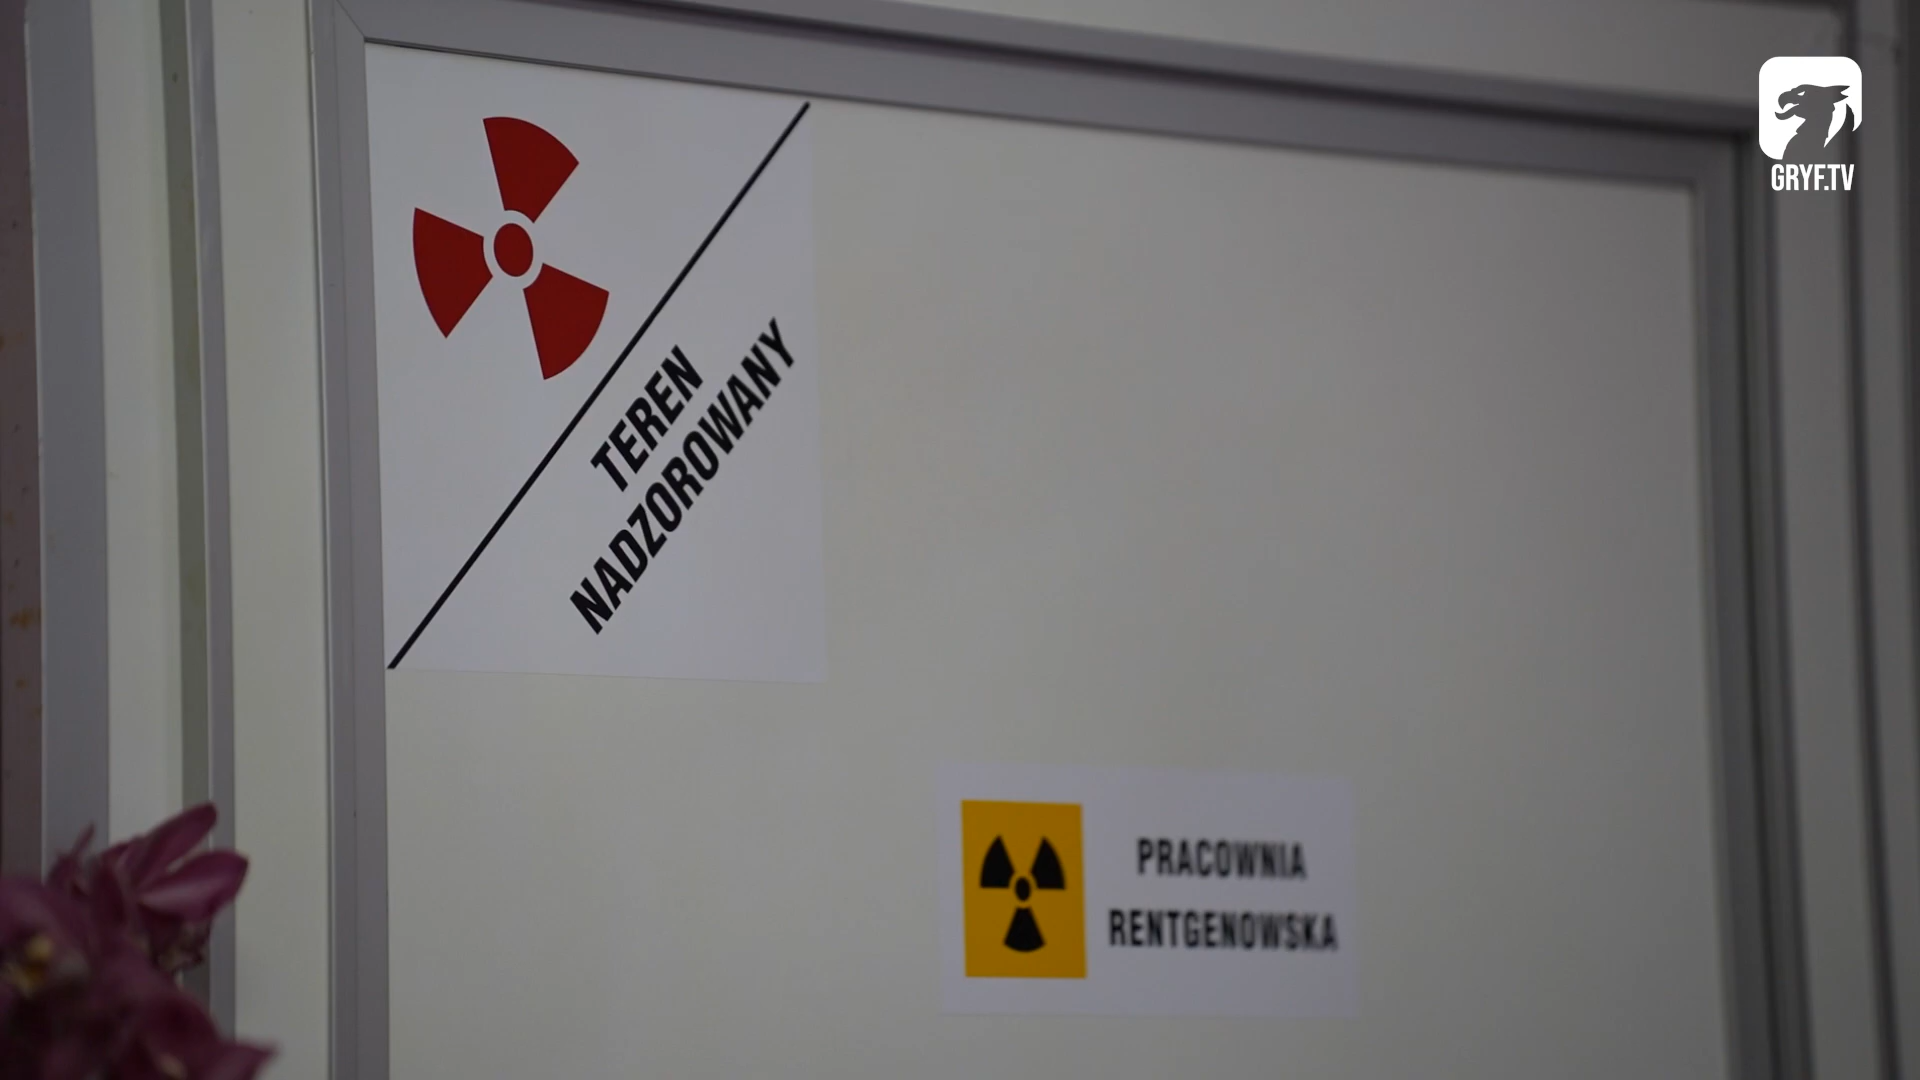 GRYF.TV
TEREN
NADZOROWANY
PRACOWNIA
RENTGENOWSKA